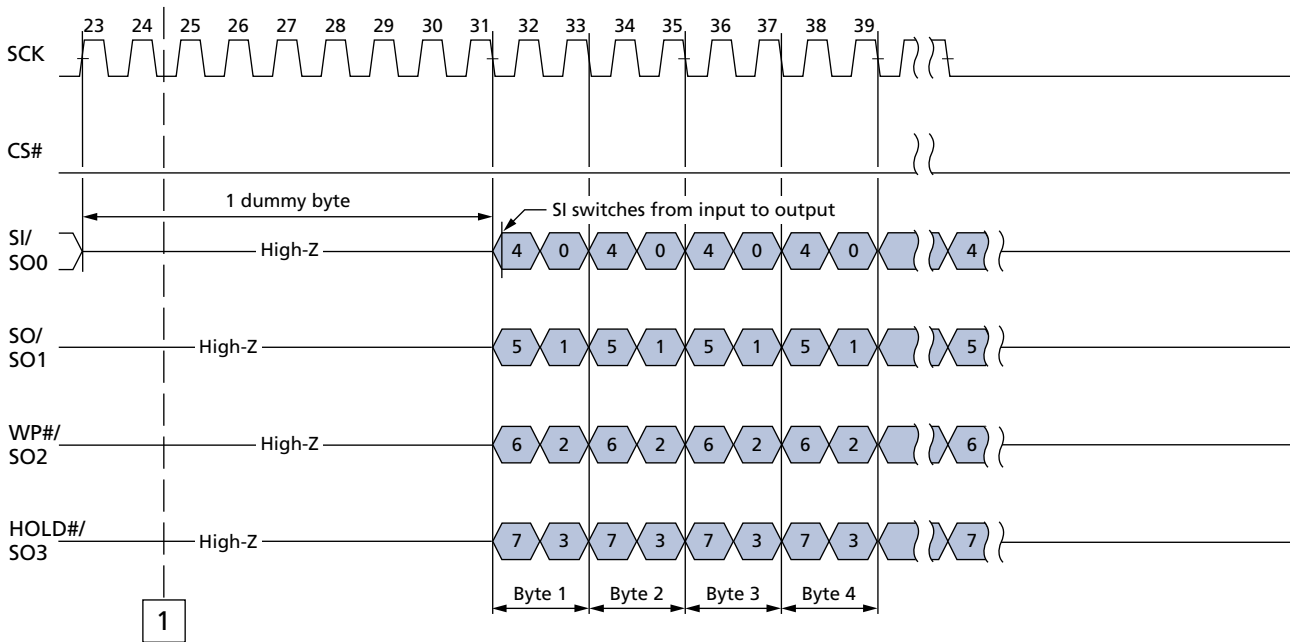 23 24 25 26 27 28 29 30 31 32 33 34 35 36 37 38 39
SCK
CS#
1 dummy byte
SI switches from input to output
SI/
SO0
High-Z
4 0 4 0 4 0 4 0 4
SO/
SO1
High-Z
5 1 5 1 5 1 5 1 5
WP#/
SO2
High-Z
6 2 6 2 6 2 6 2 6
HOLD#/
SO3
High-Z
7 3 7 3 7 3 7 3 7
Byte 1 Byte 2 Byte 3 Byte 4
1